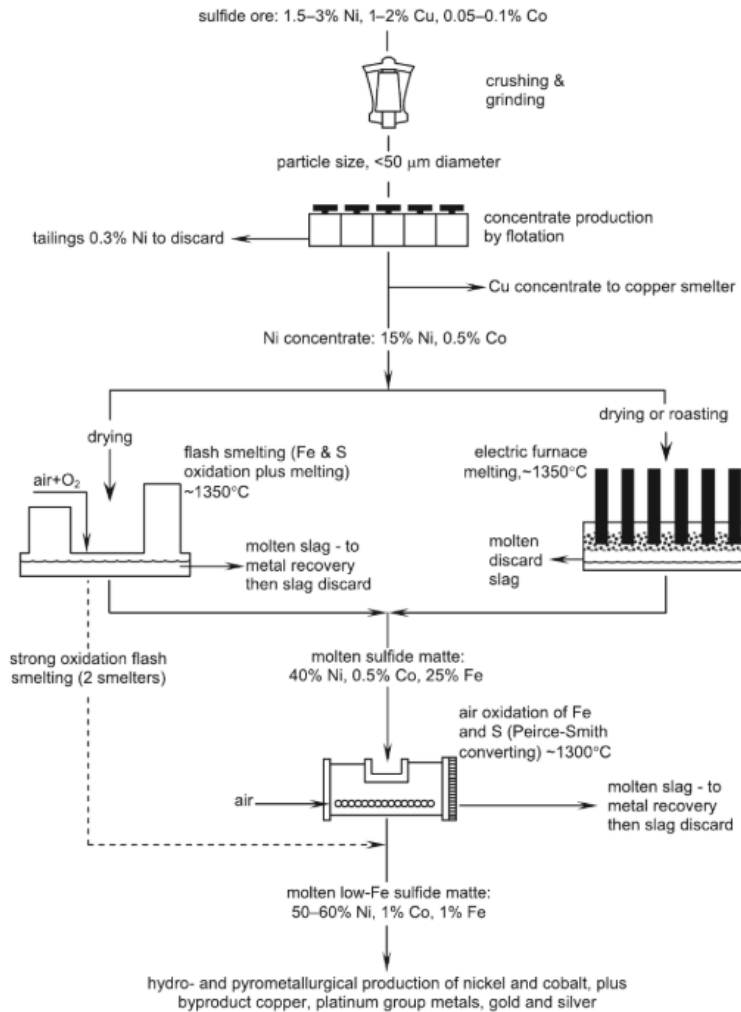 sulfide ore: 1.5–3% Ni, 1–2% Cu, 0.05–0.1% Co
crushing &
grinding
particle size, <50 μm diameter
concentrate production
by flotation
tailings 0.3% Ni to discard
Cu concentrate to copper smelter
Ni concentrate: 15% Ni, 0.5% Co
drying
drying or roasting
flash smelting (Fe & S
oxidation plus melting)
~1350°C
electric furnace
melting,~1350°C
air+O₂
molten slag - to
metal recovery
then slag discard
molten
discard
slag
strong oxidation flash
smelting (2 smelters)
molten sulfide matte:
40% Ni, 0.5% Co, 25% Fe
air oxidation of Fe
and S (Peirce-Smith
converting) ~1300°C
air
molten slag - to
metal recovery
then slag discard
molten low-Fe sulfide matte:
50–60% Ni, 1% Co, 1% Fe
hydro- and pyrometallurgical production of nickel and cobalt, plus
byproduct copper, platinum group metals, gold and silver